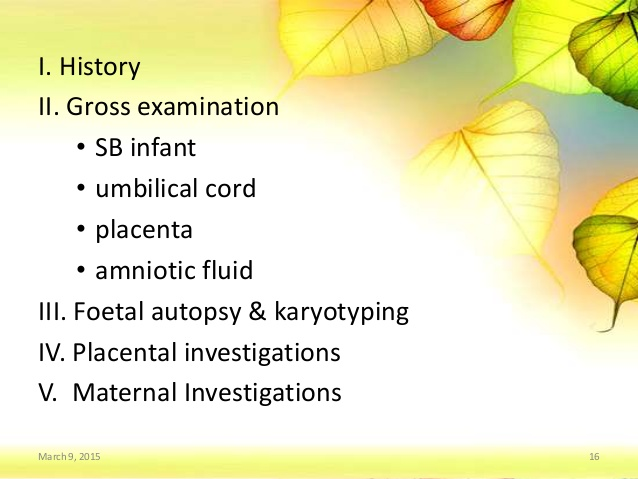 I. History
II. Gross examination
• SB infant
• umbilical cord
• placenta
• amniotic fluid
III. Foetal autopsy & karyotyping
IV. Placental investigations
V. Maternal Investigations
March 9, 2015 16